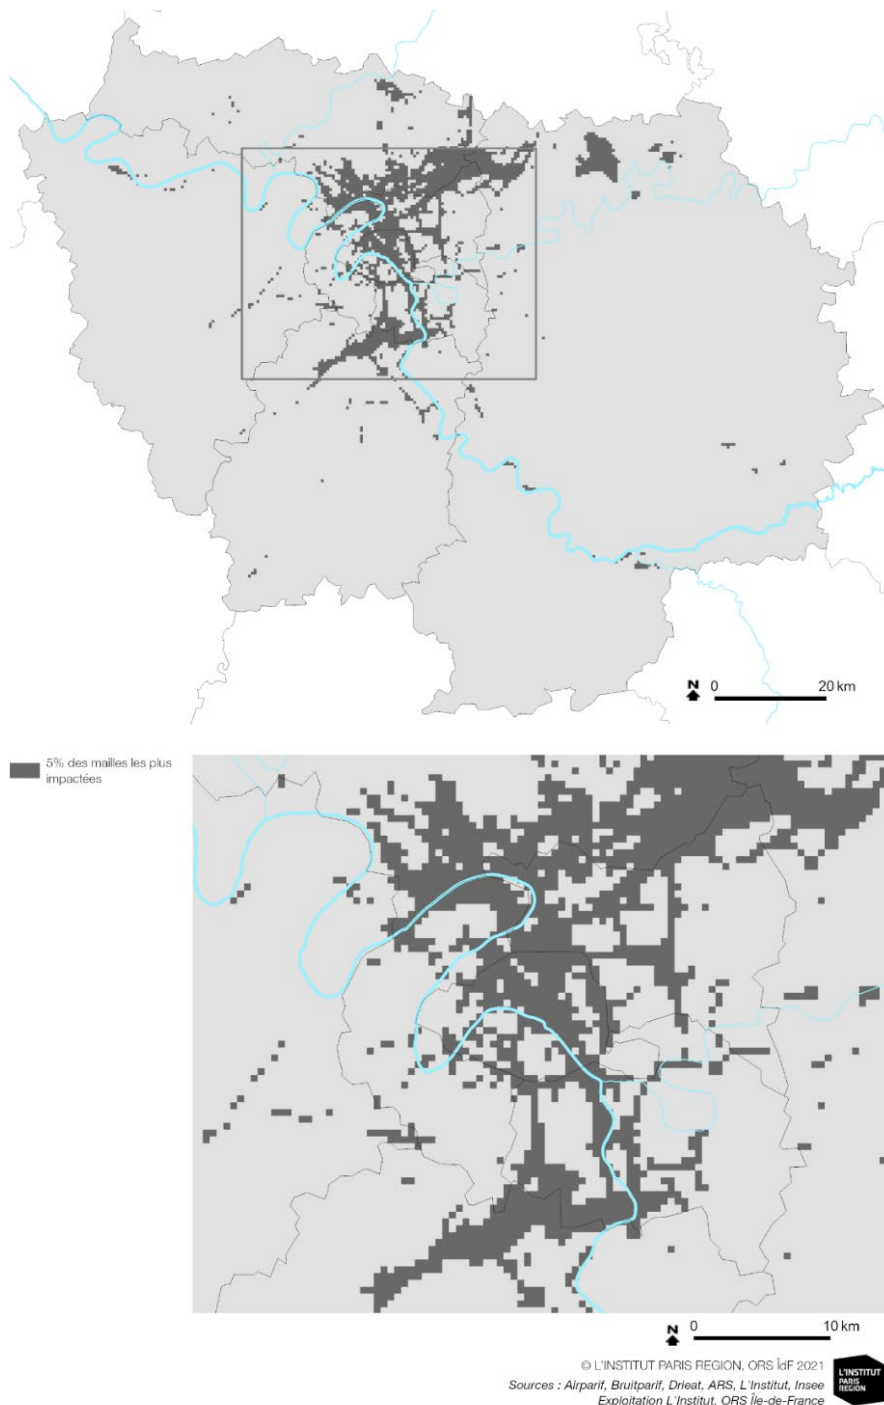 N 0 20 km
5% des mailles les plus
impactées
N 0 10 km
© L'INSTITUT PARIS REGION, ORS ÎdF 2021
Sources : Airparif, Bruitparif, Drieat, ARS, L'Institut, Insee
Exploitation L'Institut, ORS Île-de-France
L'INSTITUT
PARIS
REGION